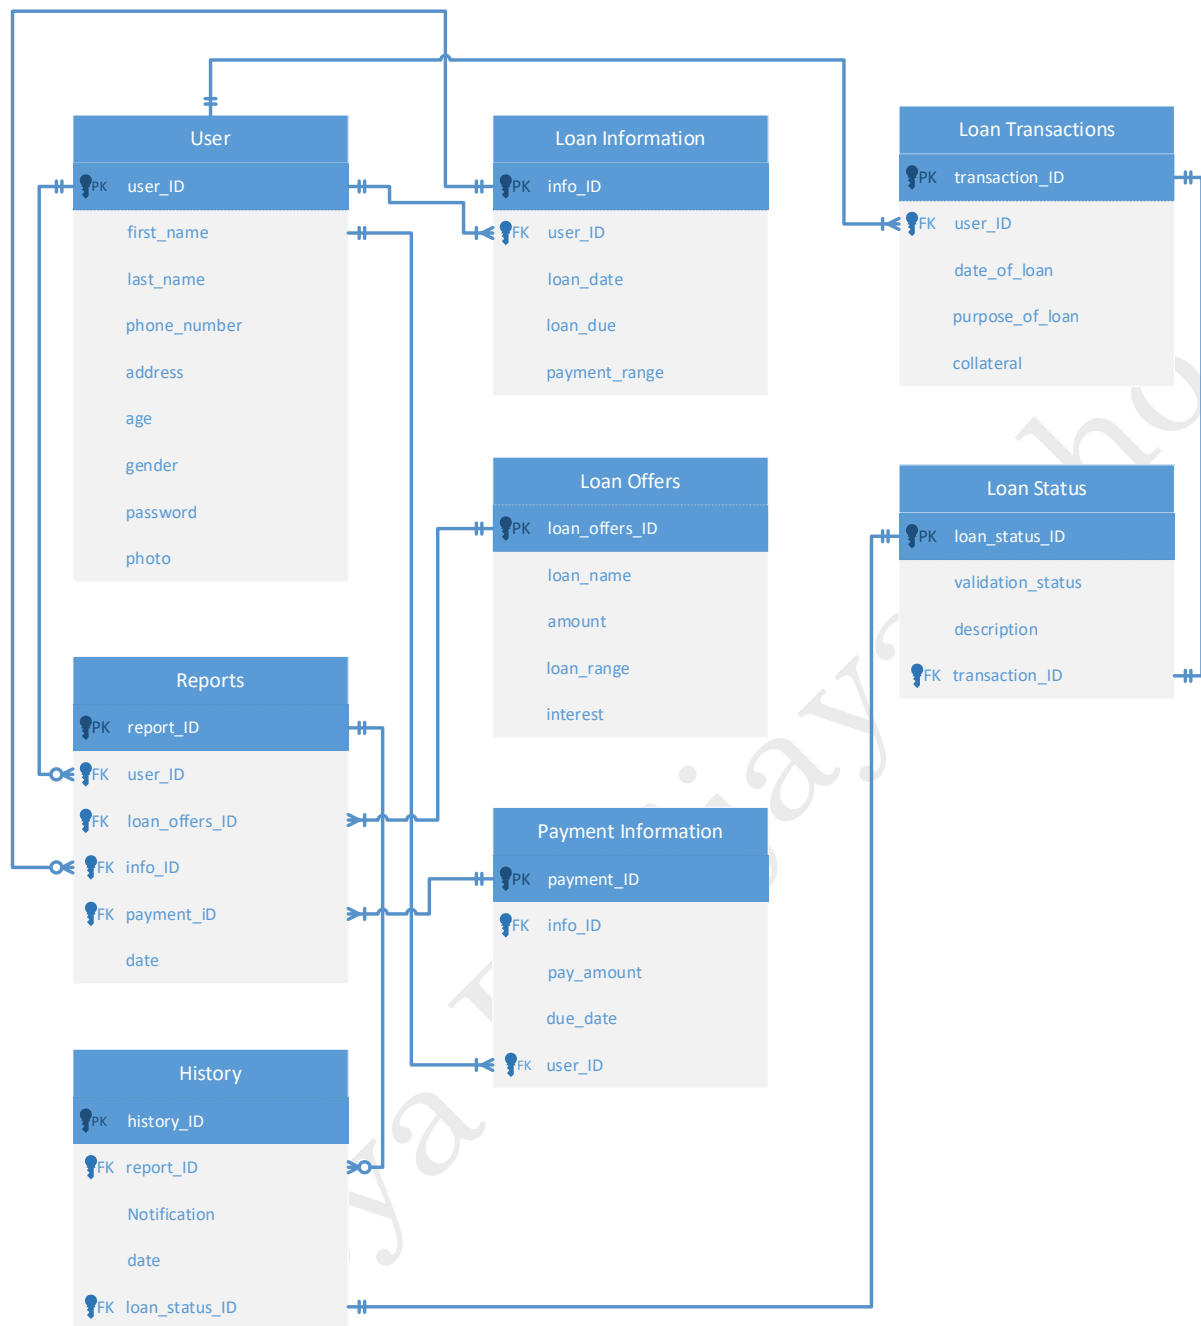 User
PK user_ID
first_name
last_name
phone_number
address
age
gender
password
photo
Loan Information
PK info_ID
FK user_ID
loan_date
loan_due
payment_range
Loan Transactions
PK transaction_ID
FK user_ID
date_of_loan
purpose_of_loan
collateral
Loan Offers
PK loan_offers_ID
loan_name
amount
loan_range
interest
Loan Status
PK loan_status_ID
validation_status
description
FK transaction_ID
Reports
PK report_ID
FK user_ID
FK loan_offers_ID
FK info_ID
FK payment_iD
date
Payment Information
PK payment_ID
FK info_ID
pay_amount
due_date
FK user_ID
History
PK history_ID
FK report_ID
Notification
date
FK loan_status_ID